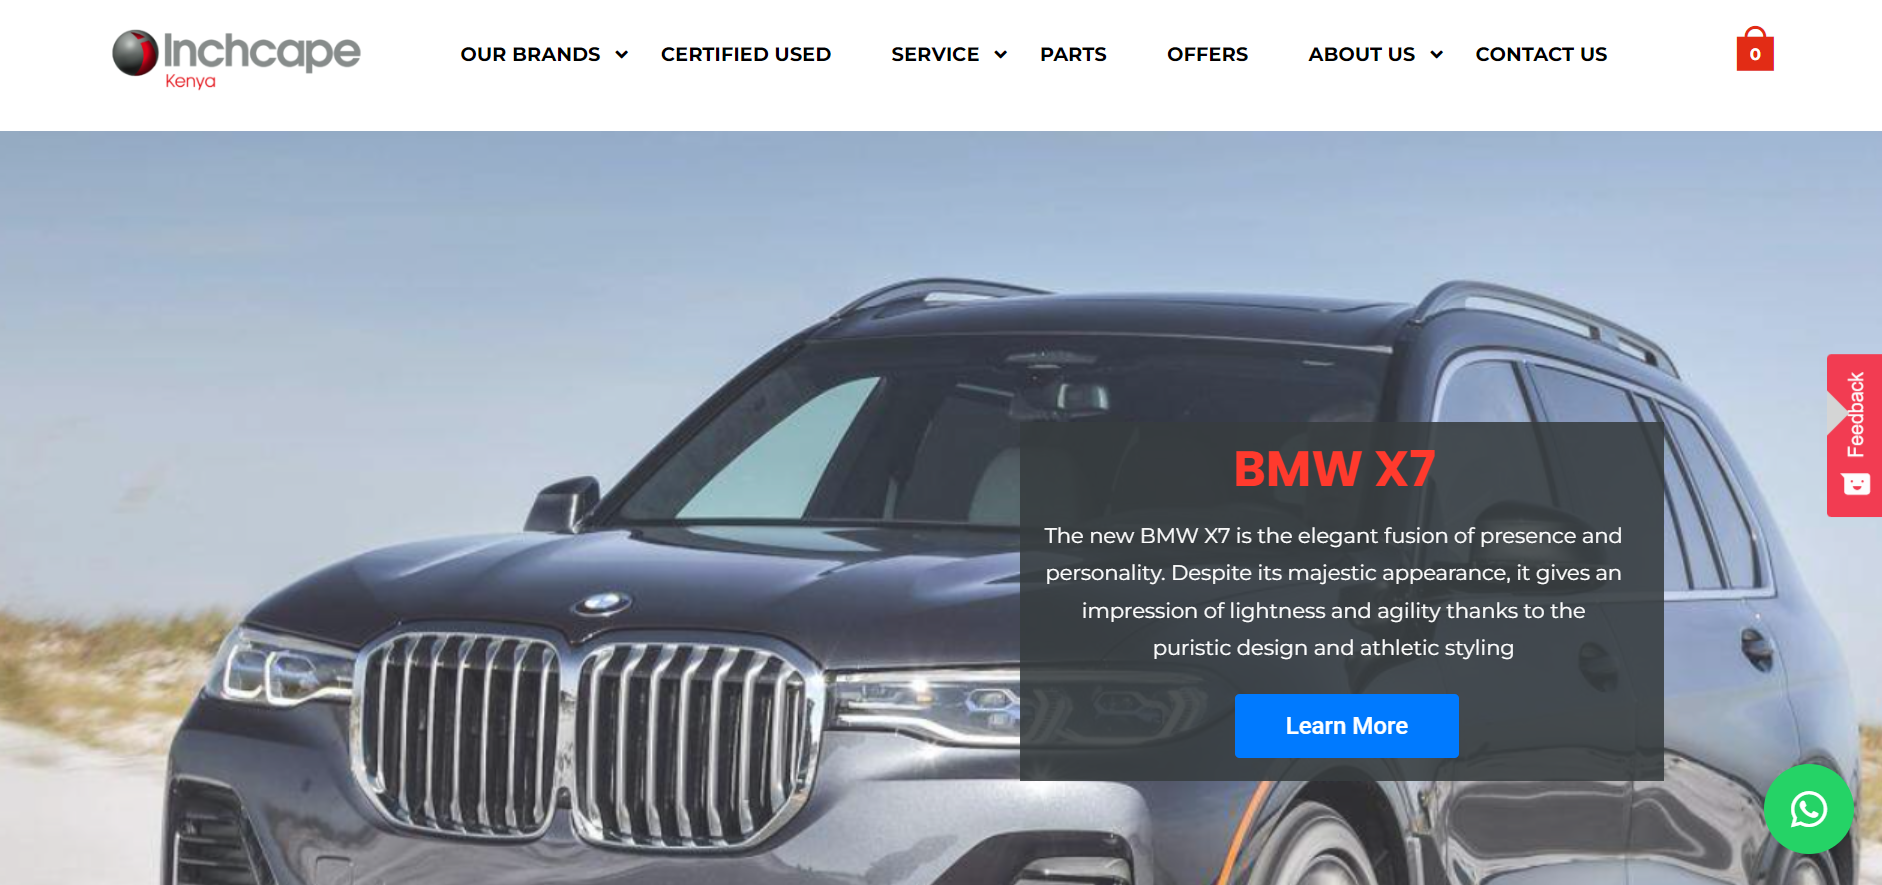 Inchcape
Kenya
OUR BRANDS
CERTIFIED USED
SERVICE
PARTS
OFFERS
ABOUT US
CONTACT US
0
BMW X7
The new BMW X7 is the elegant fusion of presence and
personality. Despite its majestic appearance, it gives an
impression of lightness and agility thanks to the
puristic design and athletic styling
Learn More
Feedback